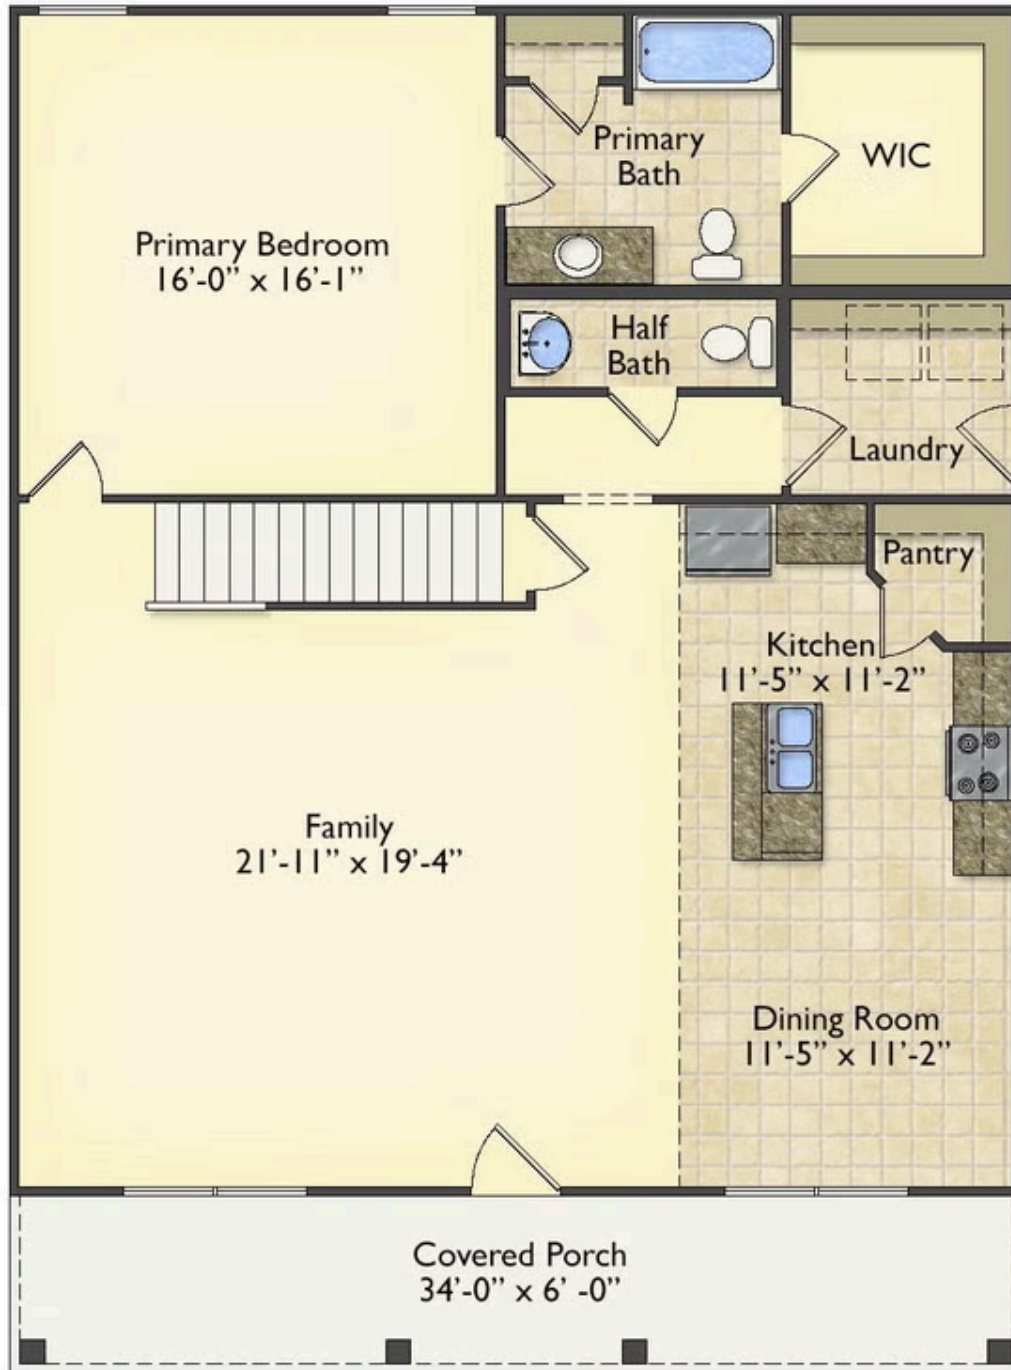 Primary
Bath
WIC
Primary Bedroom
16’-0” x 16’-1”
Half
Bath
Laundry
Pantry
Kitchen
11’-5” x 11’-2”
Family
21’-11” x 19’-4”
Dining Room
11’-5” x 11’-2”
Covered Porch
34’-0” x 6’ -0”